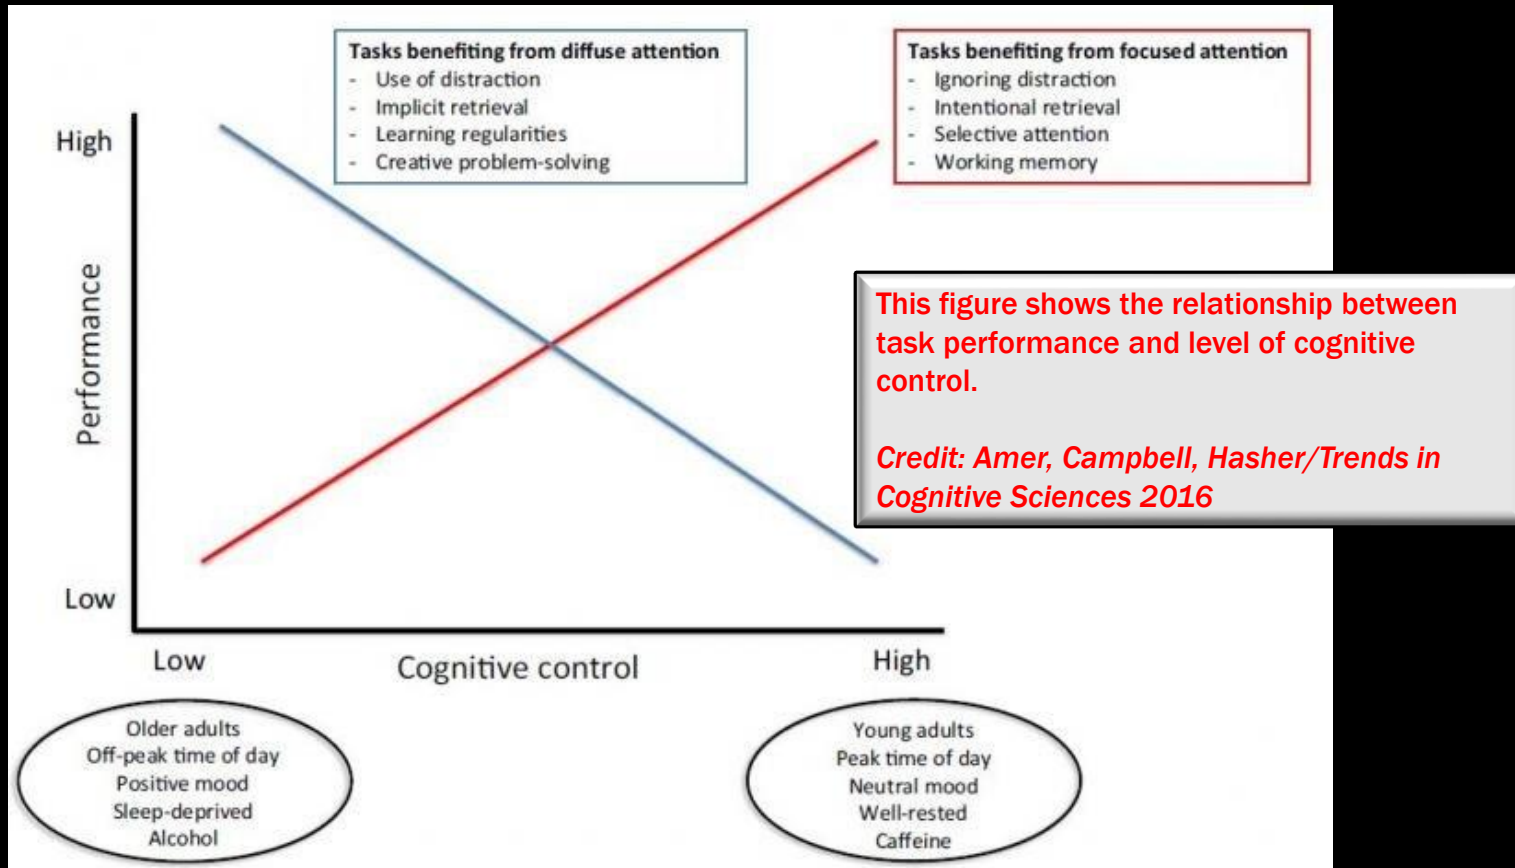 Tasks benefiting from diffuse attention
- Use of distraction
- Implicit retrieval
- Learning regularities
- Creative problem-solving
Tasks benefiting from focused attention
- Ignoring distraction
- Intentional retrieval
- Selective attention
- Working memory
High
Performance
Low
This figure shows the relationship between
task performance and level of cognitive
control.
Credit: Amer, Campbell, Hasher/Trends in
Cognitive Sciences 2016
Low
Cognitive control
High
Older adults
Off-peak time of day
Positive mood
Sleep-deprived
Alcohol
Young adults
Peak time of day
Neutral mood
Well-rested
Caffeine